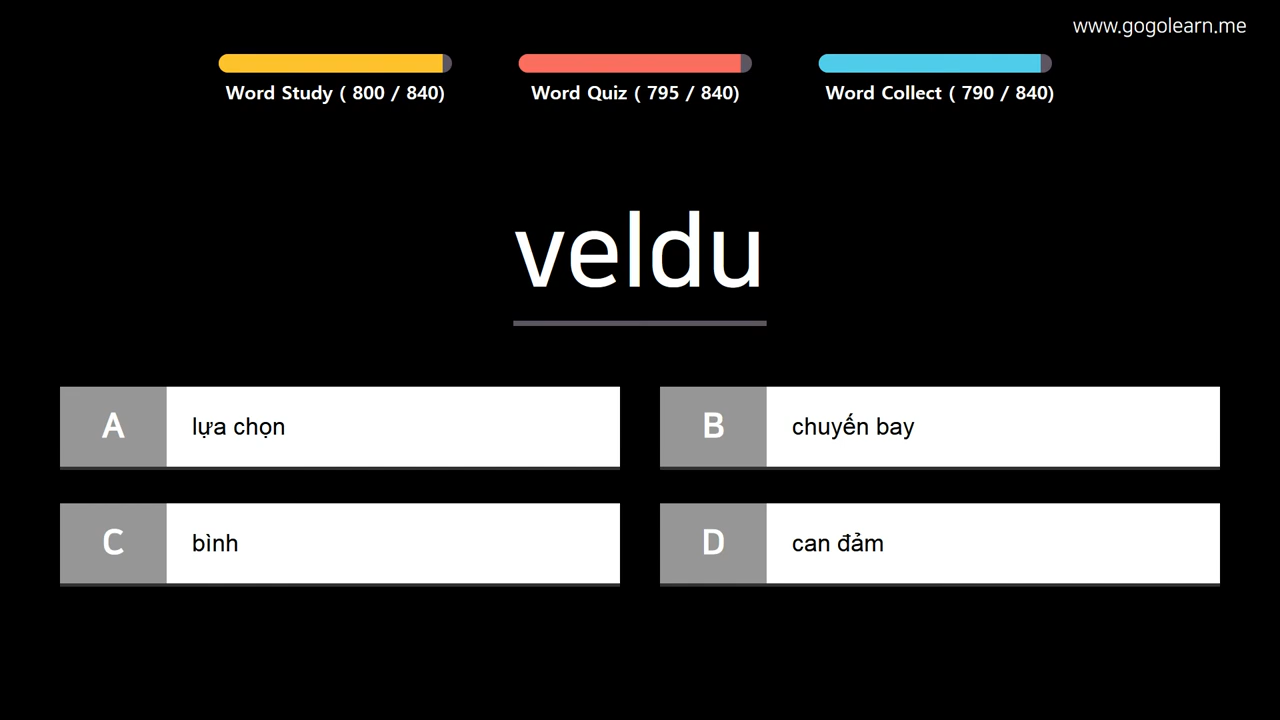 www.gogolearn.me
Word Study ( 800 / 840)
Word Quiz ( 795 / 840)
Word Collect ( 790 / 840)
veldu
A
lựa chọn
B
chuyến bay
C
bình
D
can đảm